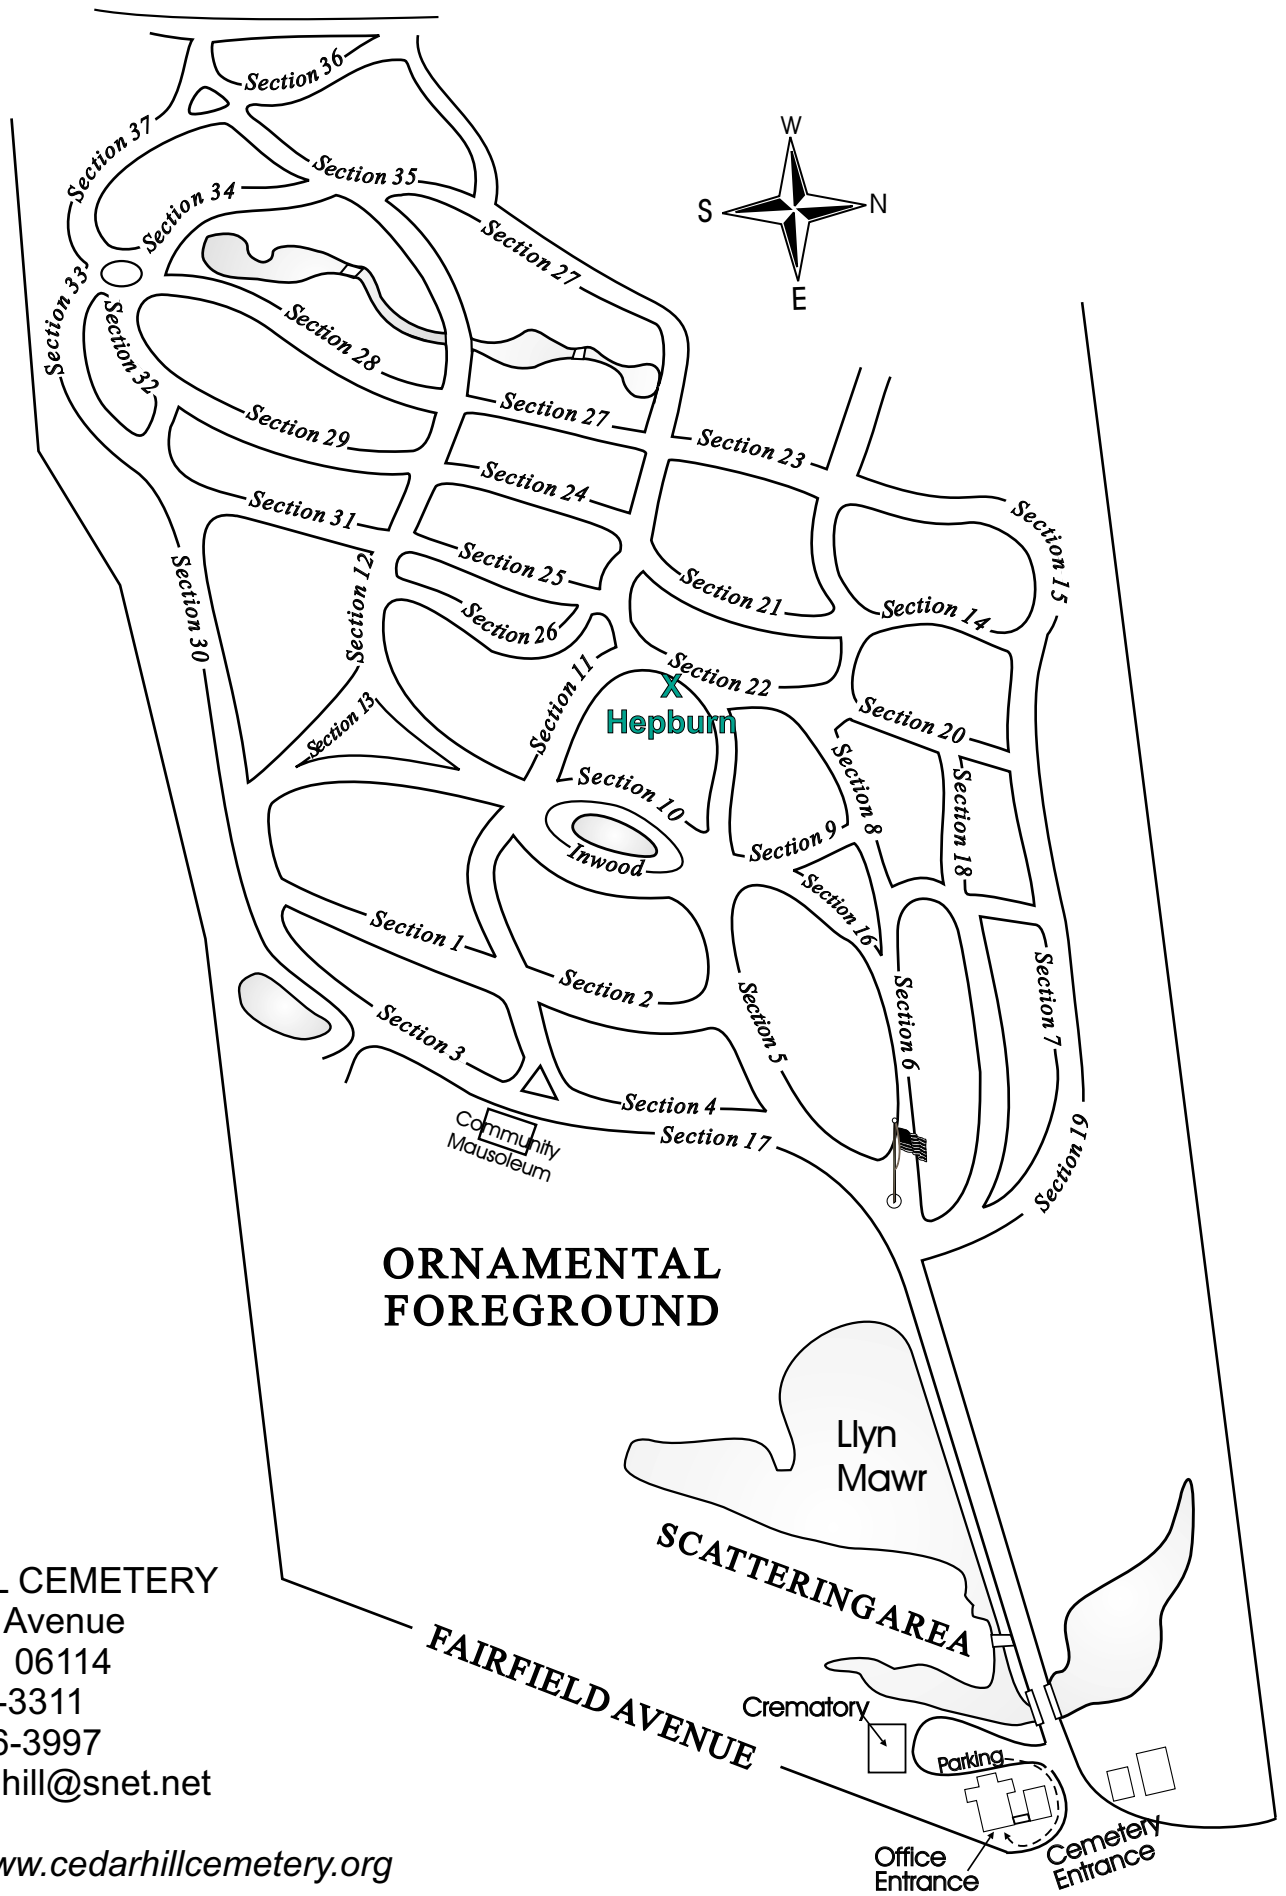 Section 36
Section 37
Section 35
Section 34
W
S
N
E
Section 27
Section 33
Section 32
Section 28
Section 27
Section 29
Section 23
Section 24
Section 31
Section 15
Section 12
Section 25
Section 21
Section 14
Section 30
Section 26
Section 11
Section 22
X
Hepburn
Section 13
Section 20
Section 10
Section 8
Section 18
Section 9
Inwood
Section 16
Section 1
Section 2
Section 5
Section 6
Section 7
Section 3
Section 4
Section 17
Section 19
Community
Mausoleum
ORNAMENTAL
FOREGROUND
Llyn
Mawr
SCATTERING AREA
FAIRFIELD AVENUE
Crematory
Parking
Office
Entrance
Cemetery
Entrance
L CEMETERY
Avenue
06114
-3311
6-3997
hill@snet.net
ww.cedarhillcemetery.org